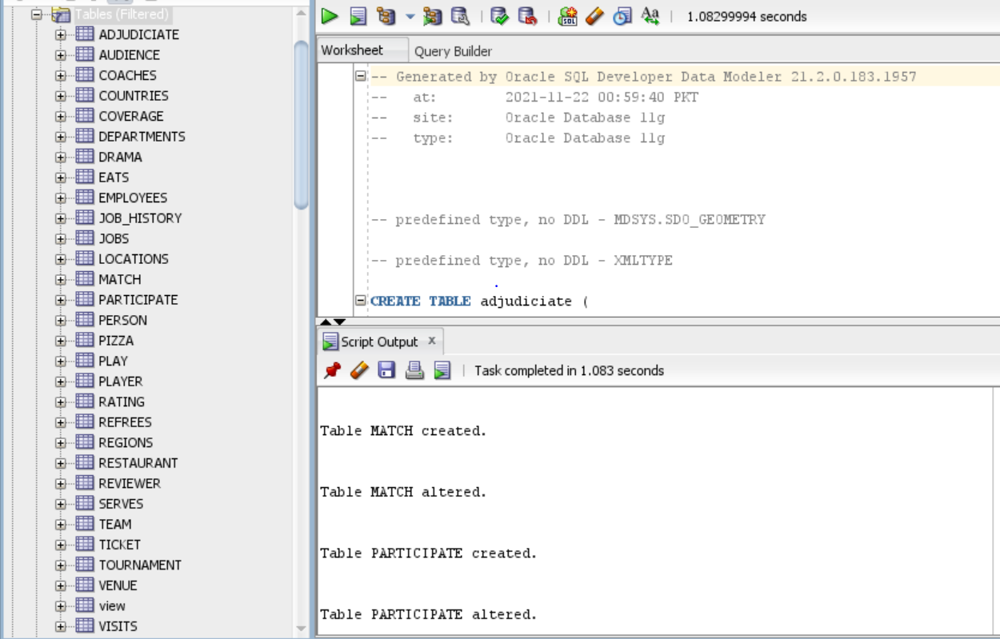 Tables (Filtered)
ADJUDICIATE
AUDIENCE
COACHES
COUNTRIES
COVERAGE
DEPARTMENTS
DRAMA
EATS
EMPLOYEES
JOB_HISTORY
JOBS
LOCATIONS
MATCH
PARTICIPATE
PERSON
PIZZA
PLAY
PLAYER
RATING
REFREES
REGIONS
RESTAURANT
REVIEWER
SERVES
TEAM
TICKET
TOURNAMENT
VENUE
view
VISITS
SQL Aa 1.08299994 seconds
Worksheet Query Builder
-- Generated by Oracle SQL Developer Data Modeler 21.2.0.183.1957
-- at: 2021-11-22 00:59:40 PKT
-- site: Oracle Database 11g
-- type: Oracle Database 11g
-- predefined type, no DDL - MDSYS.SDO_GEOMETRY
-- predefined type, no DDL - XMLTYPE
CREATE TABLE adjudiciate (
Script Output x
Task completed in 1.083 seconds
Table MATCH created.
Table MATCH altered.
Table PARTICIPATE created.
Table PARTICIPATE altered.